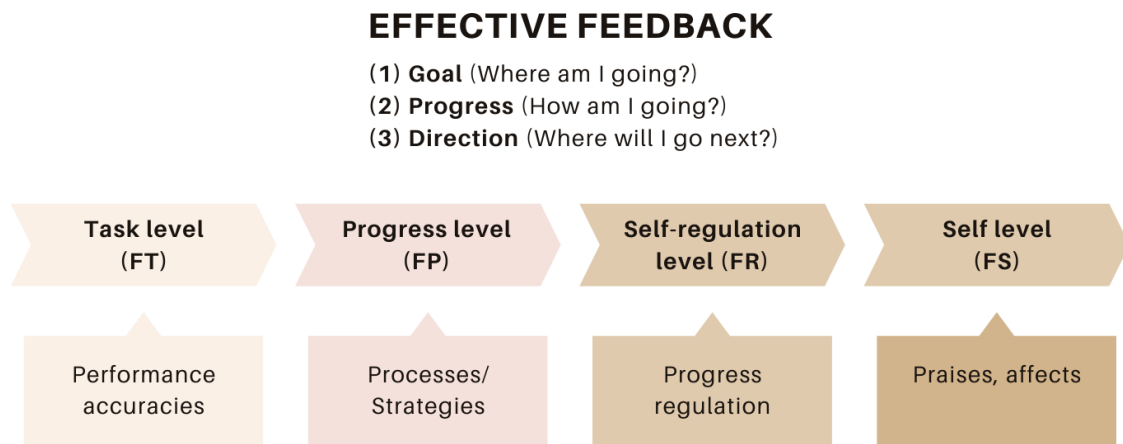 EFFECTIVE FEEDBACK
(1) Goal (Where am I going?)
(2) Progress (How am I going?)
(3) Direction (Where will I go next?)
Task level
(FT)
Progress level
(FP)
Self-regulation
level (FR)
Self level
(FS)
Performance
accuracies
Processes/
Strategies
Progress
regulation
Praises, affects